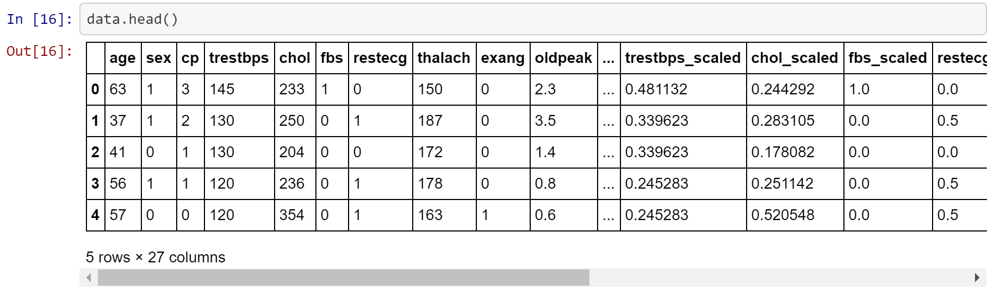 In [16]: data.head()
Out[16]:
age sex cp trestbps chol fbs restecg thalach exang oldpeak ... trestbps_scaled chol_scaled fbs_scaled restecg
0 63 1 3 145 233 1 0 150 0 2.3 ... 0.481132 0.244292 1.0 0.0
1 37 1 2 130 250 0 1 187 0 3.5 ... 0.339623 0.283105 0.0 0.5
2 41 0 1 130 204 0 0 172 0 1.4 ... 0.339623 0.178082 0.0 0.0
3 56 1 1 120 236 0 1 178 0 0.8 ... 0.245283 0.251142 0.0 0.5
4 57 0 0 120 354 0 1 163 1 0.6 ... 0.245283 0.520548 0.0 0.5
5 rows × 27 columns